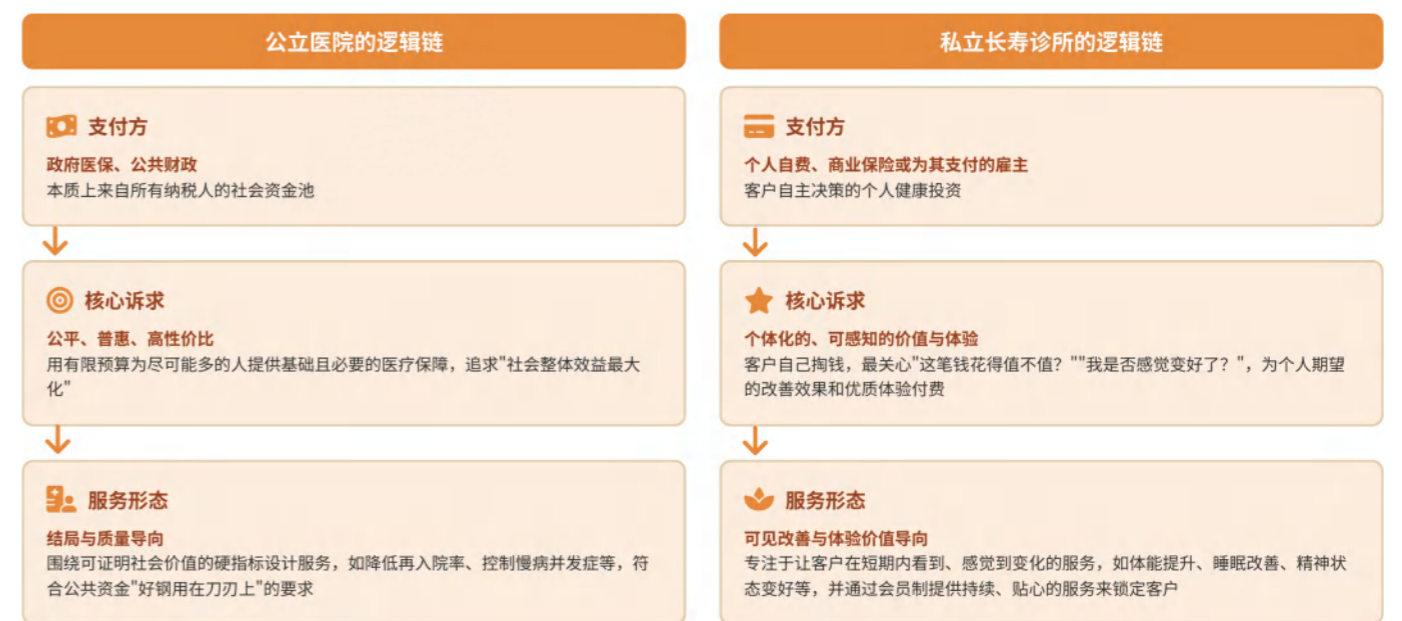 公立医院的逻辑链
支付方
政府医保、公共财政
本质上来自所有纳税人的社会资金池
核心诉求
公平、普惠、高性价比
用有限预算为尽可能多的人提供基础且必要的医疗保障，追求"社会整体效益最大
化"
服务形态
结局与质量导向
围绕可证明社会价值的硬指标设计服务，如降低再入院率、控制慢病并发症等，符
合公共资金"好钢用在刀刃上"的要求
私立长寿诊所的逻辑链
支付方
个人自费、商业保险或为其支付的雇主
客户自主决策的个人健康投资
核心诉求
个体化的、可感知的价值与体验
客户自己掏钱，最关心"这笔钱花得值不值？""我是否感觉变好了？"，为个人期望
的改善效果和优质体验付费
服务形态
可见改善与体验价值导向
专注于让客户在短期内看到、感觉到变化的服务，如体能提升、睡眠改善、精神状
态变好等，并通过会员制提供持续、贴心的服务来锁定客户